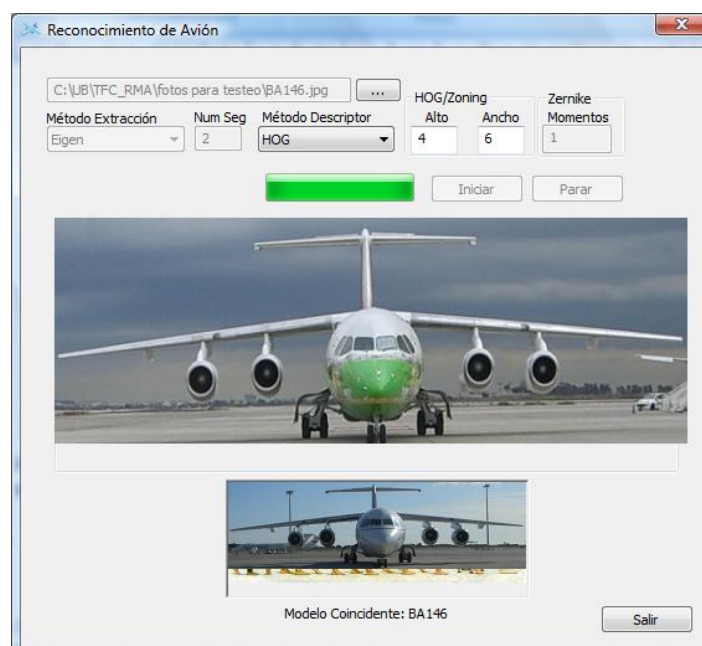 Reconocimiento de Avión
C:\UB\TFC_RMA\fotos para testeo\BA146.jpg
...
HOG/Zoning
Zernike
Método Extracción
Num Seg
Método Descriptor
Alto
Ancho
Momentos
Eigen
2
HOG
4
6
1
Iniciar
Parar
Modelo Coincidente: BA146
Salir